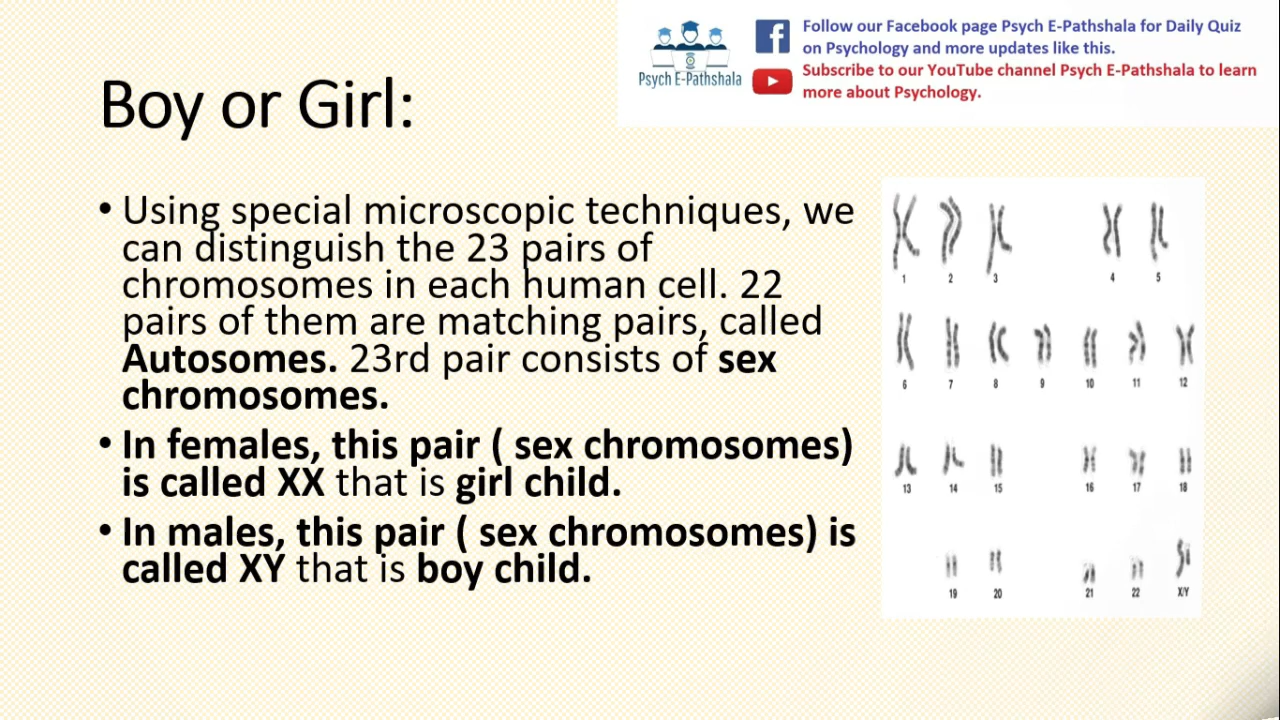 Follow our Facebook page Psych E-Pathshala for Daily Quiz
on Psychology and more updates like this.
Psych E-Pathshala
Subscribe to our YouTube channel Psych E-Pathshala to learn
more about Psychology.
Boy or Girl:
• Using special microscopic techniques, we
can distinguish the 23 pairs of
chromosomes in each human cell. 22
pairs of them are matching pairs, called
Autosomes. 23rd pair consists of sex
chromosomes.
• In females, this pair ( sex chromosomes)
is called XX that is girl child.
• In males, this pair ( sex chromosomes) is
called XY that is boy child.
1 2 3 4 5
6 7 8 9 10 11 12
13 14 15 16 17 18
19 20 21 22 X/Y